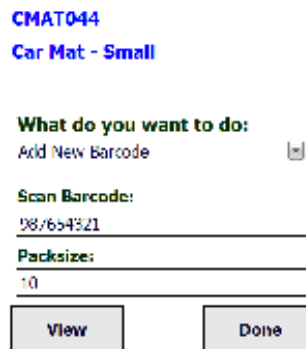 CMAT044
Car Mat - Small
What do you want to do:
Add New Barcode
Scan Barcode:
987654321
Packsize:
10
View
Done